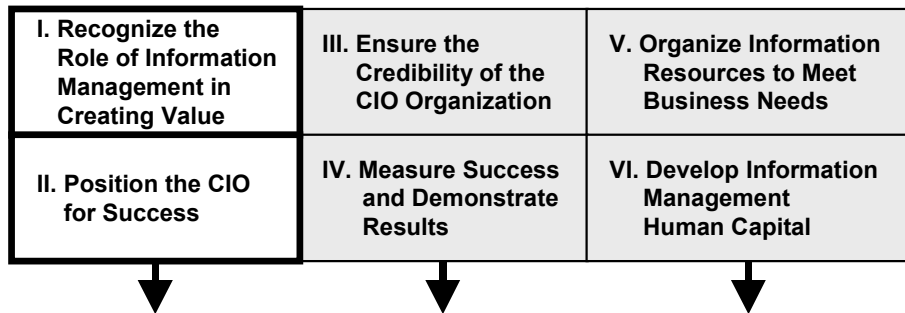 I. Recognize the
Role of Information
Management in
Creating Value
II. Position the CIO
for Success
III. Ensure the
Credibility of the
CIO Organization
IV. Measure Success
and Demonstrate
Results
V. Organize Information
Resources to Meet
Business Needs
VI. Develop Information
Management
Human Capital